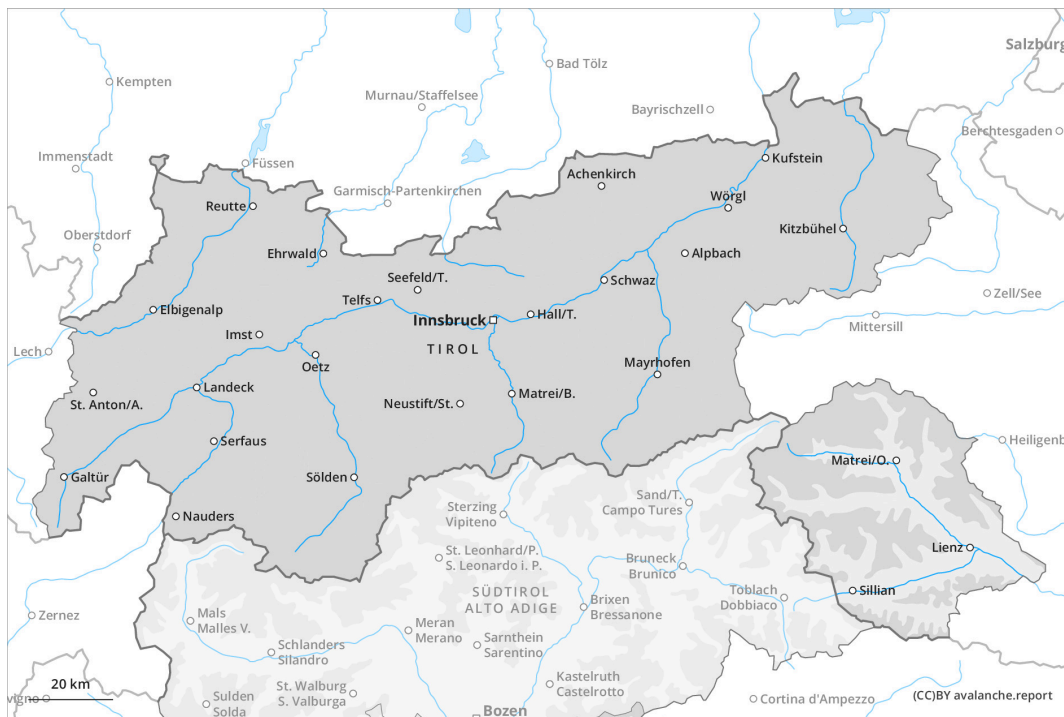 Salzburg
Kempten
Bad Tölz
Murnau/Staffelsee
Bayrischzell
Berchtesgaden
Immenstadt
Füssen
Kufstein
Garmisch-Partenkirchen
Achenkirch
Reutte
Wörgl
Oberstdorf
Kitzbühel
Ehrwald
Alpbach
Seefeld/T.
Schwaz
Telfs
Zell/See
Elbigenalp
Innsbruck
Hall/T.
Mittersill
Imst
TIROL
Lech
Oetz
Mayrhofen
Landeck
St. Anton/A.
Neustift/St.
Matrei/B.
Serfaus
Heiligenb
Matrei/O.
Galtür
Sölden
Sand/T.
Campo Tures
Sterzing
Vipiteno
Nauders
Lienz
St. Leonhard/P.
S. Leonardo i. P.
Bruneck
Brunico
SÜDTIROL
ALTO ADIGE
Toblach
Dobbiaco
Sillian
Brixen
Bressanone
Zernez
Mals
Malles V.
Meran
Merano
Sarnthein
Sarentino
Schlanders
Silandro
Kastelruth
Castelrotto
20 km
St. Walburg
S. Valburga
vigno
Sulden
Solda
Cortina d'Ampezzo
(CC)BY avalanche.report
Bozen